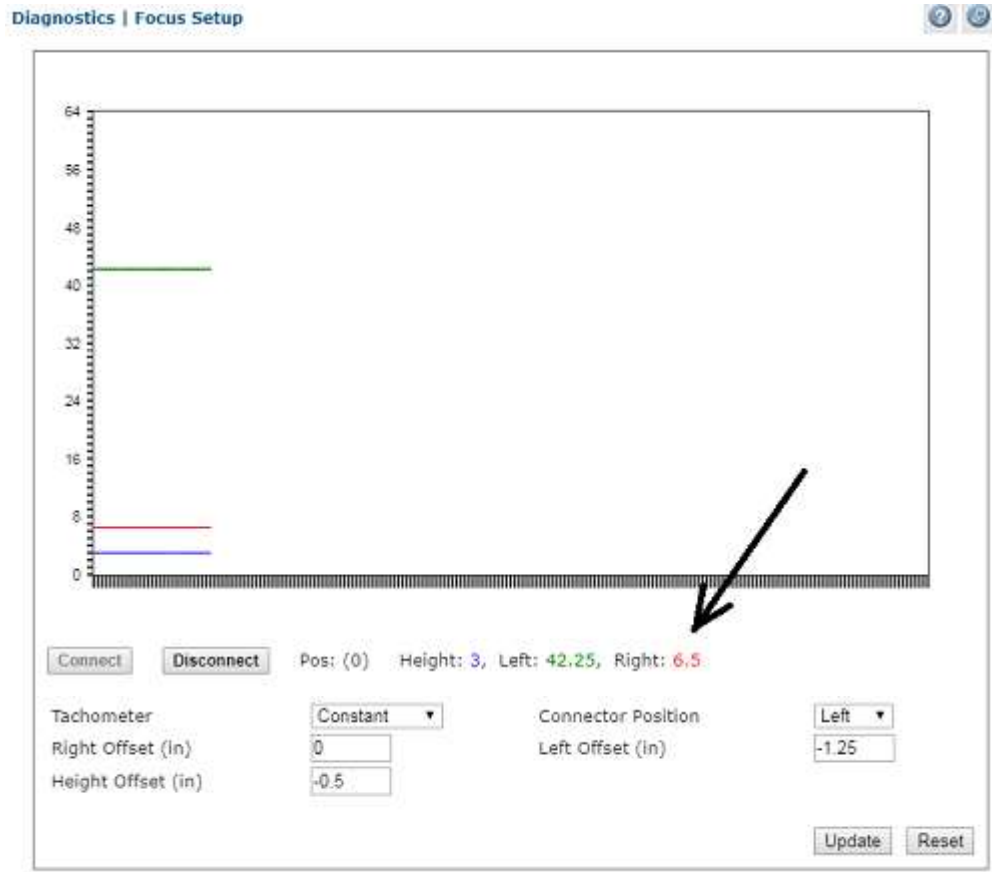 Diagnostics | Focus Setup
64
56
48
40
32
24
16
8
0
Connect Disconnect Pos: (0) Height: 3, Left: 42.25, Right: 6.5
Tachometer Constant Connector Position Left
Right Offset (in) 0 Left Offset (in) -1.25
Height Offset (in) -0.5
Update Reset